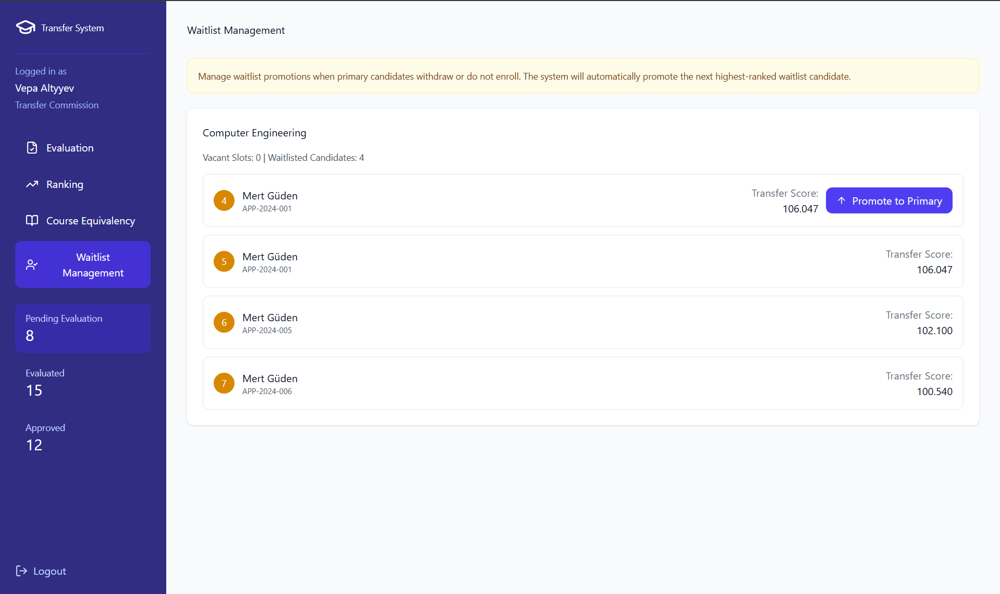 Transfer System
Logged in as
Vepa Altyyev
Transfer Commission
Evaluation
Ranking
Course Equivalency
Waitlist
Management
Pending Evaluation
8
Evaluated
15
Approved
12
Logout
Waitlist Management
Manage waitlist promotions when primary candidates withdraw or do not enroll. The system will automatically promote the next highest-ranked waitlist candidate.
Computer Engineering
Vacant Slots: 0 | Waitlisted Candidates: 4
4
Mert Güden
APP-2024-001
Transfer Score:
106.047
Promote to Primary
5
Mert Güden
APP-2024-001
Transfer Score:
106.047
6
Mert Güden
APP-2024-005
Transfer Score:
102.100
7
Mert Güden
APP-2024-006
Transfer Score:
100.540